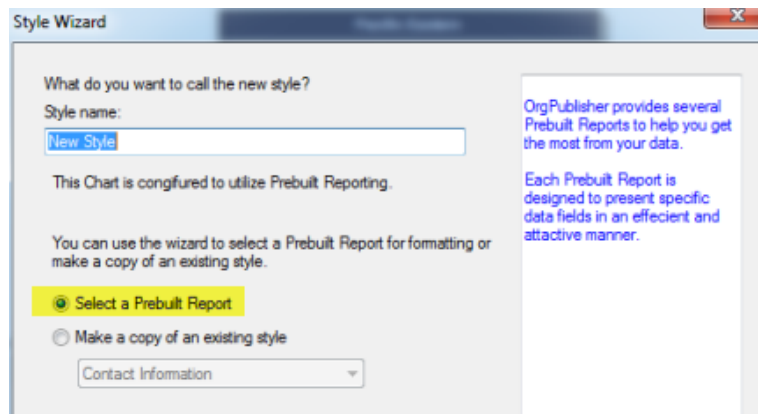 Style Wizard
What do you want to call the new style?
Style name:
New Style
This Chart is congifured to utilize Prebuilt Reporting.
You can use the wizard to select a Prebuilt Report for formatting or
make a copy of an existing style.
Select a Prebuilt Report
Make a copy of an existing style
Contact Information
OrgPublisher provides several
Prebuilt Reports to help you get
the most from your data.
Each Prebuilt Report is
designed to present specific
data fields in an effecient and
attactive manner.